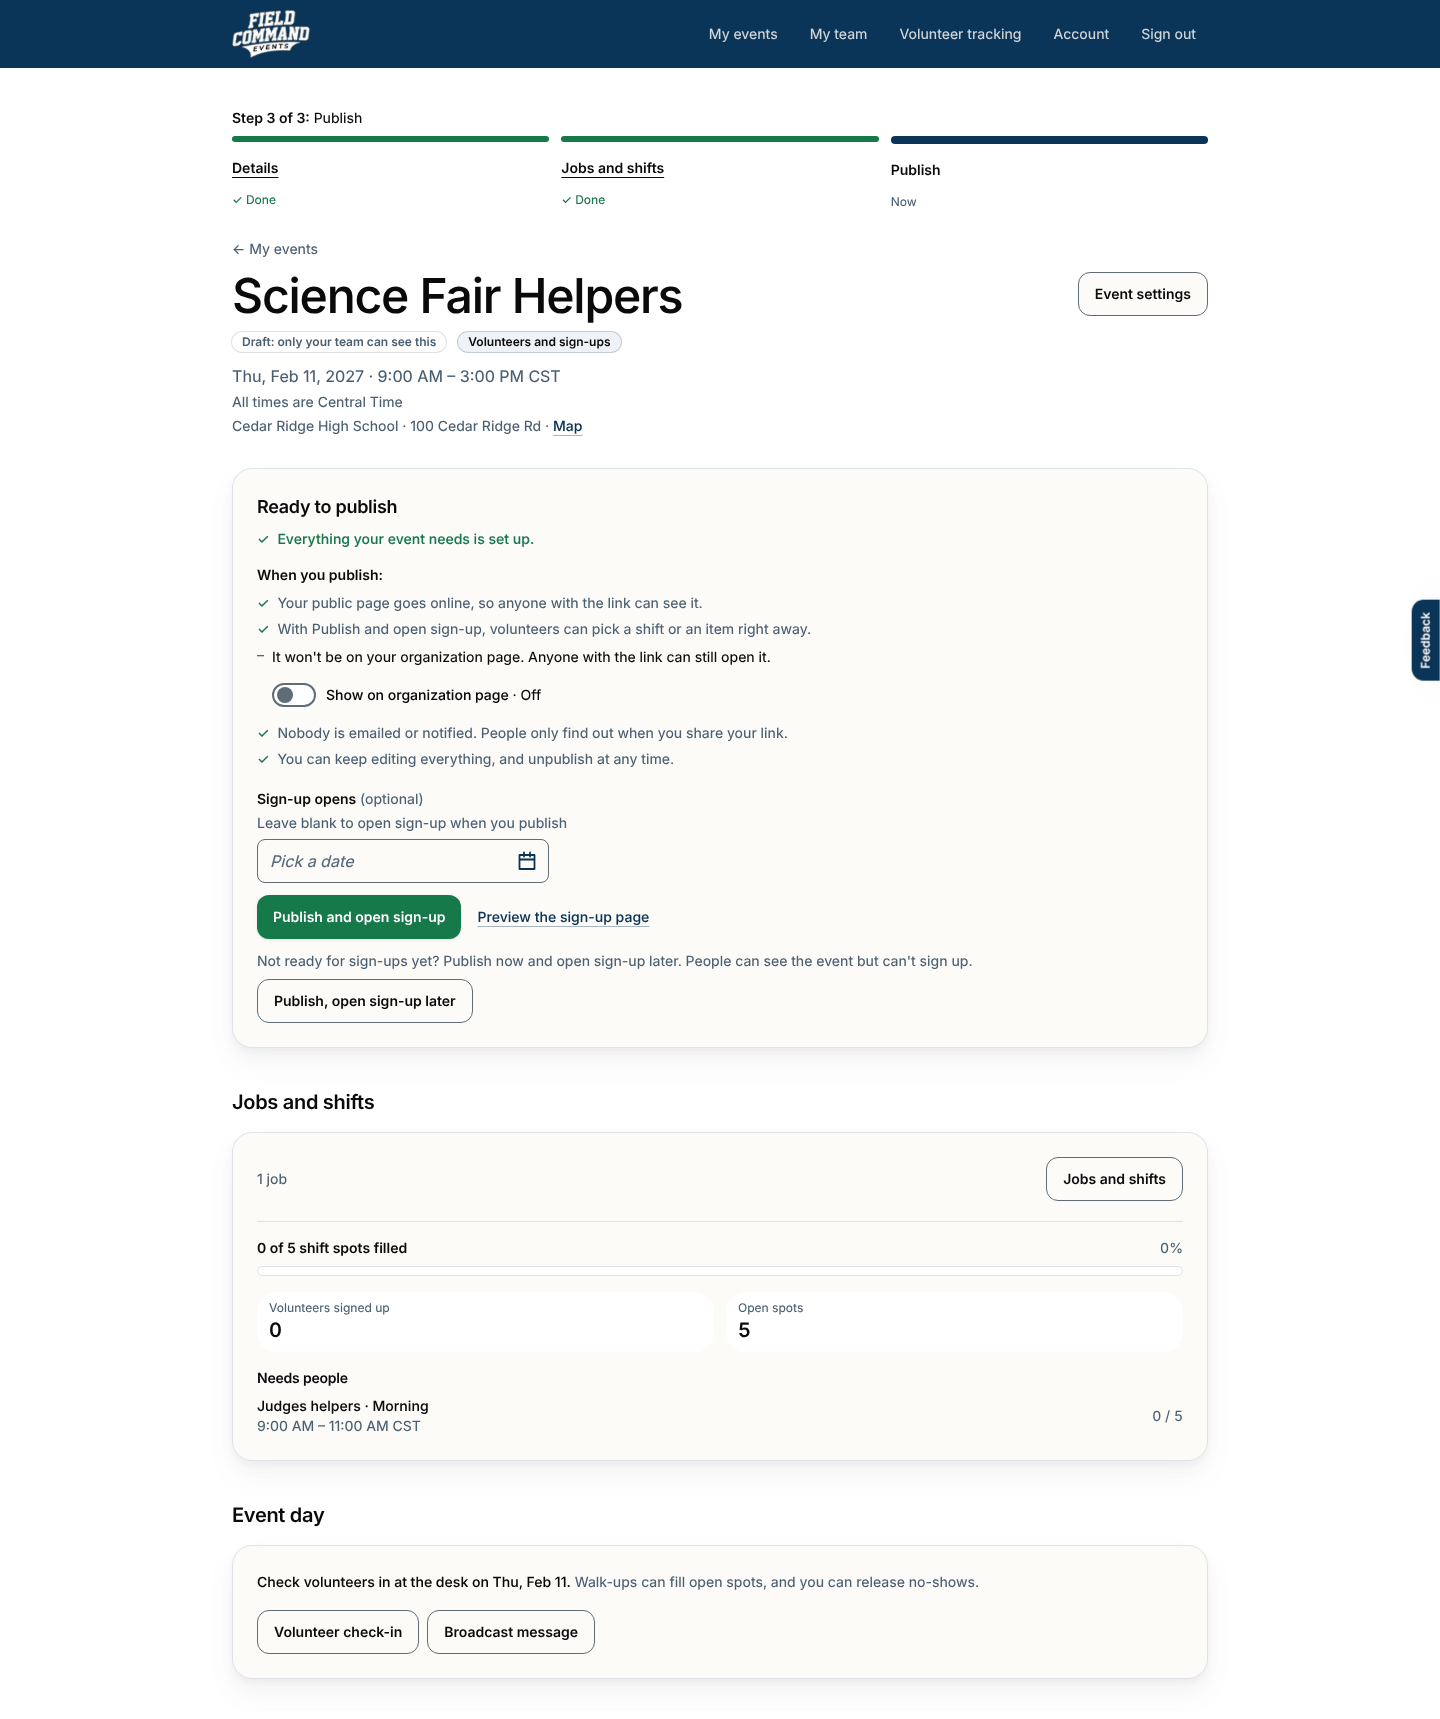 FIELD
COMMAND
EVENTS
My events
My team
Volunteer tracking
Account
Sign out
Step 3 of 3: Publish
Details
Jobs and shifts
Publish
✓ Done
✓ Done
Now
← My events
Science Fair Helpers
Event settings
Draft: only your team can see this
Volunteers and sign-ups
Thu, Feb 11, 2027 · 9:00 AM – 3:00 PM CST
All times are Central Time
Cedar Ridge High School · 100 Cedar Ridge Rd · Map
Ready to publish
✓ Everything your event needs is set up.
When you publish:
✓ Your public page goes online, so anyone with the link can see it.
✓ With Publish and open sign-up, volunteers can pick a shift or an item right away.
– It won't be on your organization page. Anyone with the link can still open it.
Show on organization page · Off
✓ Nobody is emailed or notified. People only find out when you share your link.
✓ You can keep editing everything, and unpublish at any time.
Sign-up opens (optional)
Leave blank to open sign-up when you publish
Pick a date
Publish and open sign-up
Preview the sign-up page
Not ready for sign-ups yet? Publish now and open sign-up later. People can see the event but can't sign up.
Publish, open sign-up later
Feedback
Jobs and shifts
1 job
Jobs and shifts
0 of 5 shift spots filled
0%
Volunteers signed up
0
Open spots
5
Needs people
Judges helpers · Morning
9:00 AM – 11:00 AM CST
0 / 5
Event day
Check volunteers in at the desk on Thu, Feb 11. Walk-ups can fill open spots, and you can release no-shows.
Volunteer check-in
Broadcast message